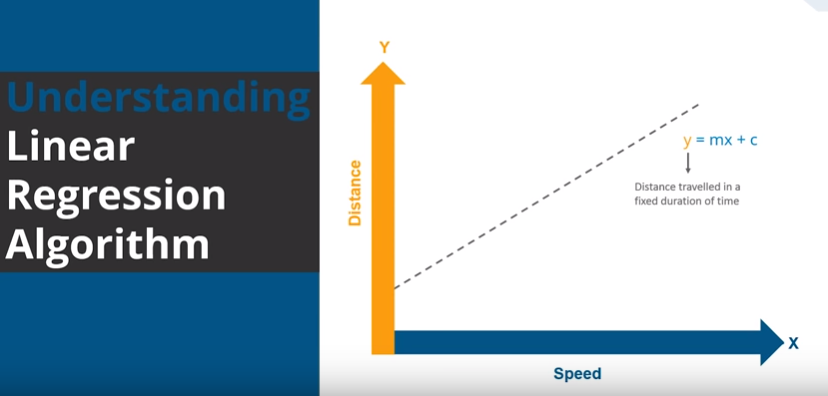 Understanding
Linear
Regression
Algorithm
Y
Distance
y = mx + c
Distance travelled in a
fixed duration of time
X
Speed